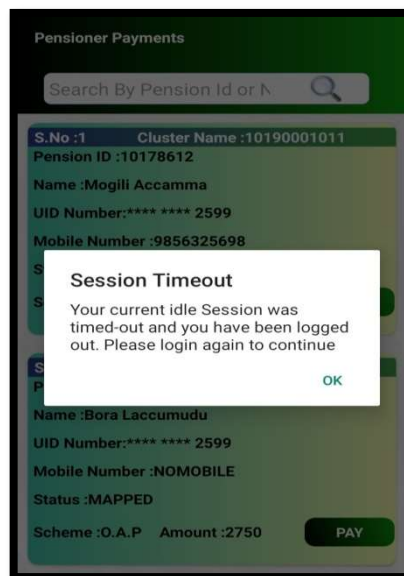 Pensioner Payments
Search By Pension Id or N
S.No :1 Cluster Name :10190001011
Pension ID :10178612
Name :Mogili Accamma
UID Number:**** **** 2599
Mobile Number :9856325698
S
Session Timeout
S
Your current idle Session was
timed-out and you have been logged
out. Please login again to continue
S
OK
P
Name :Bora Laccumudu
UID Number:**** **** 2599
Mobile Number :NOMOBILE
Status :MAPPED
Scheme :O.A.P Amount :2750 PAY